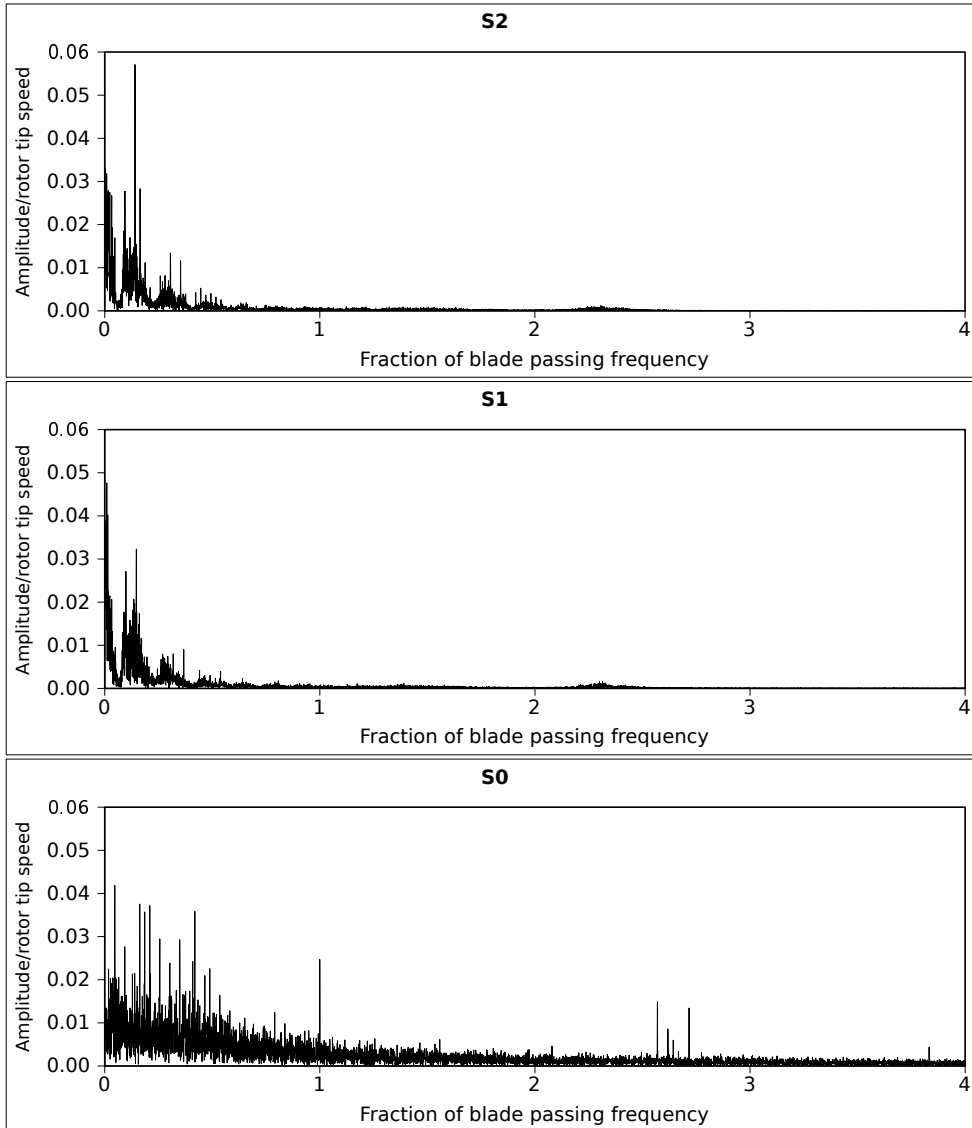 S2
Amplitude/rotor tip speed
0.06
0.05
0.04
0.03
0.02
0.01
0.00
0 1 2 3 4
Fraction of blade passing frequency
S1
Amplitude/rotor tip speed
0.06
0.05
0.04
0.03
0.02
0.01
0.00
0 1 2 3 4
Fraction of blade passing frequency
S0
Amplitude/rotor tip speed
0.06
0.05
0.04
0.03
0.02
0.01
0.00
0 1 2 3 4
Fraction of blade passing frequency